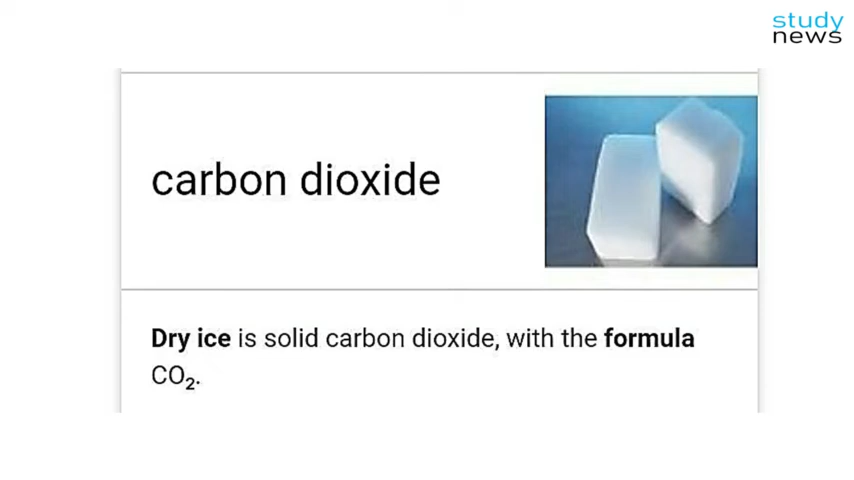 study
news
carbon dioxide
Dry ice is solid carbon dioxide, with the formula
CO₂.